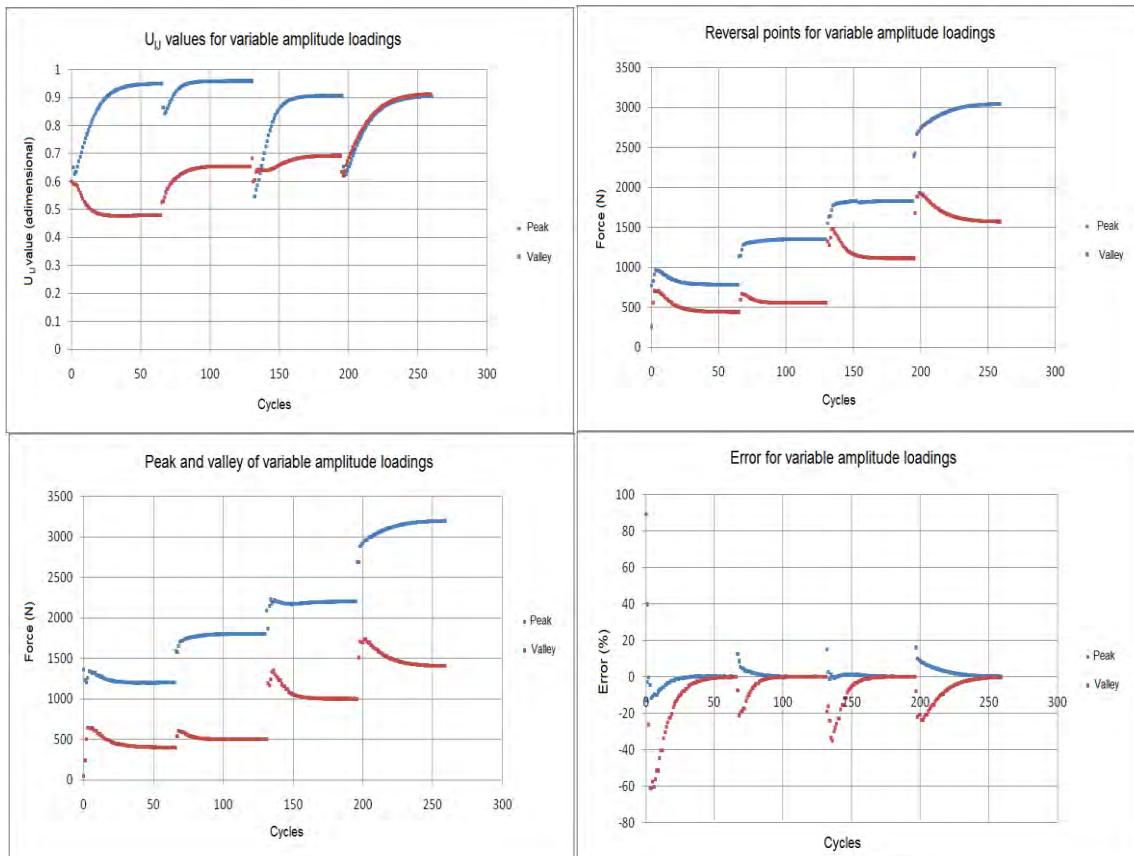 U_IJ values for variable amplitude loadings
1
0.9
0.8
0.7
0.6
0.5
0.4
0.3
0.2
0.1
0
U_IJ value (adimensional)
0 50 100 150 200 250 300
Cycles
Peak
Valley
Reversal points for variable amplitude loadings
3500
3000
2500
2000
1500
1000
500
0
Force (N)
0 50 100 150 200 250 300
Cycles
Peak
Valley
Peak and valley of variable amplitude loadings
3500
3000
2500
2000
1500
1000
500
0
Force (N)
0 50 100 150 200 250 300
Cycles
Peak
Valley
Error for variable amplitude loadings
100
80
60
40
20
0
-20
-40
-60
-80
Error (%)
0 50 100 150 200 250 300
Cycles
Peak
Valley